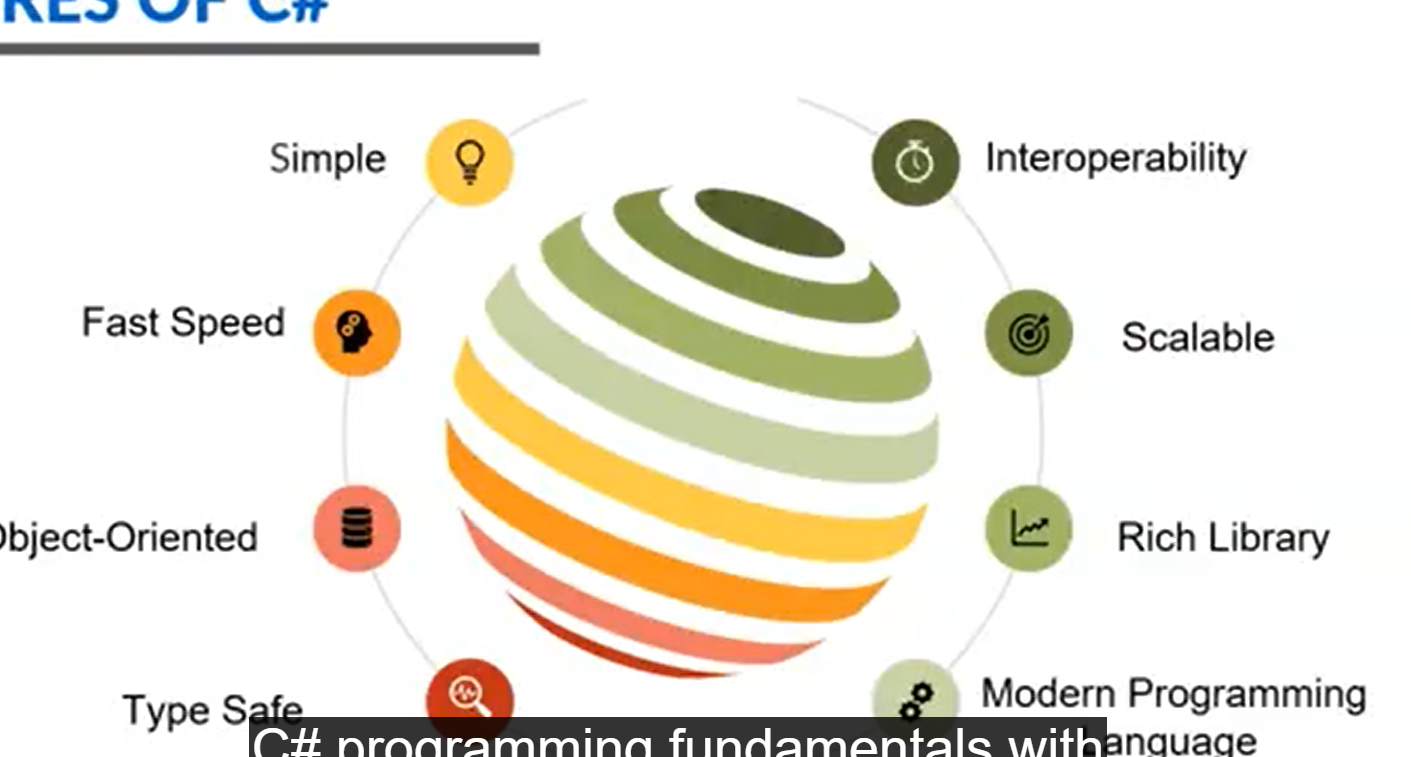 RES OF C#
Simple
Interoperability
Fast Speed
Scalable
Object-Oriented
Rich Library
Type Safe
Modern Programming
Language
C# programming fundamentals with